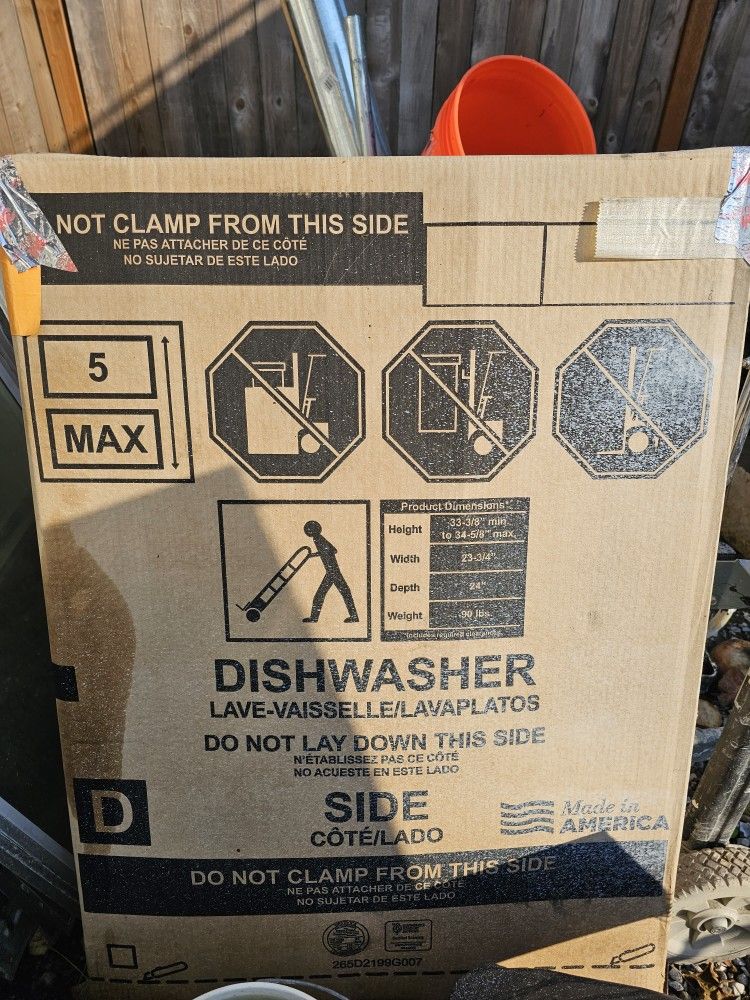 NOT CLAMP FROM THIS SIDE
NE PAS ATTACHER DE CE CÔTÉ
NO SUJETAR DE ESTE LADO
5
MAX
Product Dimensions*
Height 33-3/8" min
to 34-5/8" max
Width 23-3/4"
Depth 24"
Weight 90 lbs
*Includes required clearances
DISHWASHER
LAVE-VAISSELLE/LAVAPLATOS
DO NOT LAY DOWN THIS SIDE
N'ÉTABLISSEZ PAS CE CÔTÉ
NO ACUESTE EN ESTE LADO
D
SIDE
CÔTÉ/LADO
Made in
AMERICA
DO NOT CLAMP FROM THIS SIDE
NE PAS ATTACHER DE CE CÔTÉ
NO SUJETAR DE ESTE LADO
265D2199G007